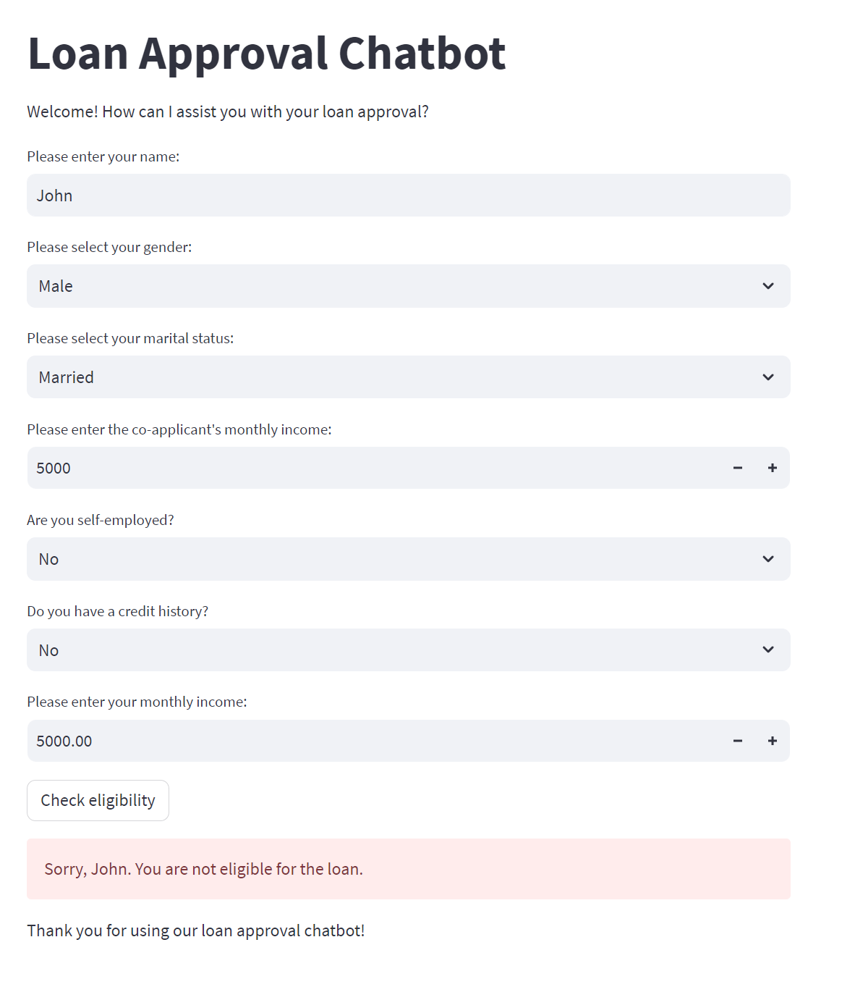 Loan Approval Chatbot
Welcome! How can I assist you with your loan approval?
Please enter your name:
John
Please select your gender:
Male
Please select your marital status:
Married
Please enter the co-applicant's monthly income:
5000
Are you self-employed?
No
Do you have a credit history?
No
Please enter your monthly income:
5000.00
Check eligibility
Sorry, John. You are not eligible for the loan.
Thank you for using our loan approval chatbot!